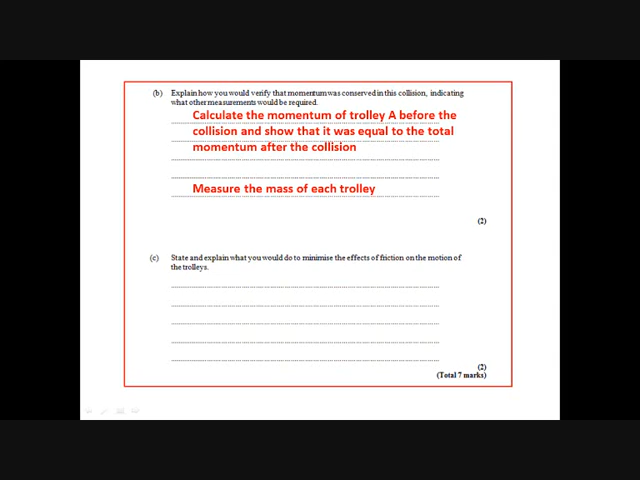 (b) Explain how you would verify that momentum was conserved in this collision, indicating
what other measurements would be required.
Calculate the momentum of trolley A before the
collision and show that it was equal to the total
momentum after the collision
Measure the mass of each trolley
(2)
(c) State and explain what you would do to minimise the effects of friction on the motion of
the trolleys.
(2)
(Total 7 marks)